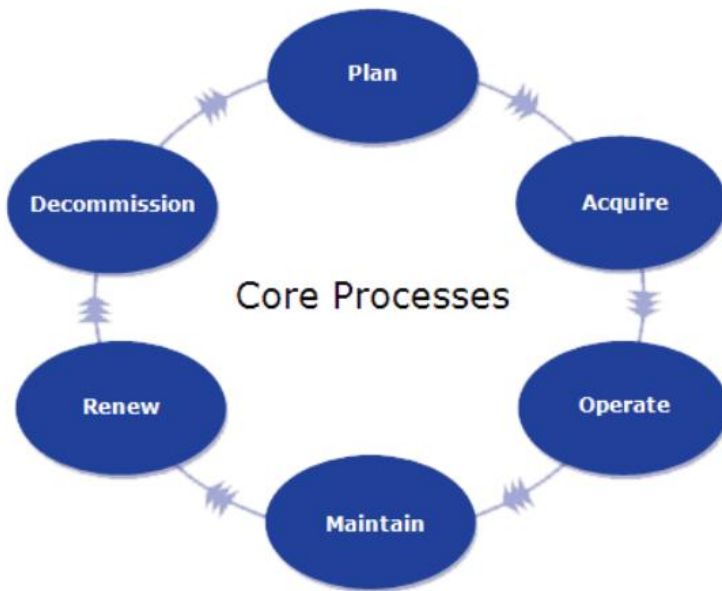 Plan
Acquire
Operate
Maintain
Renew
Decommission
Core Processes